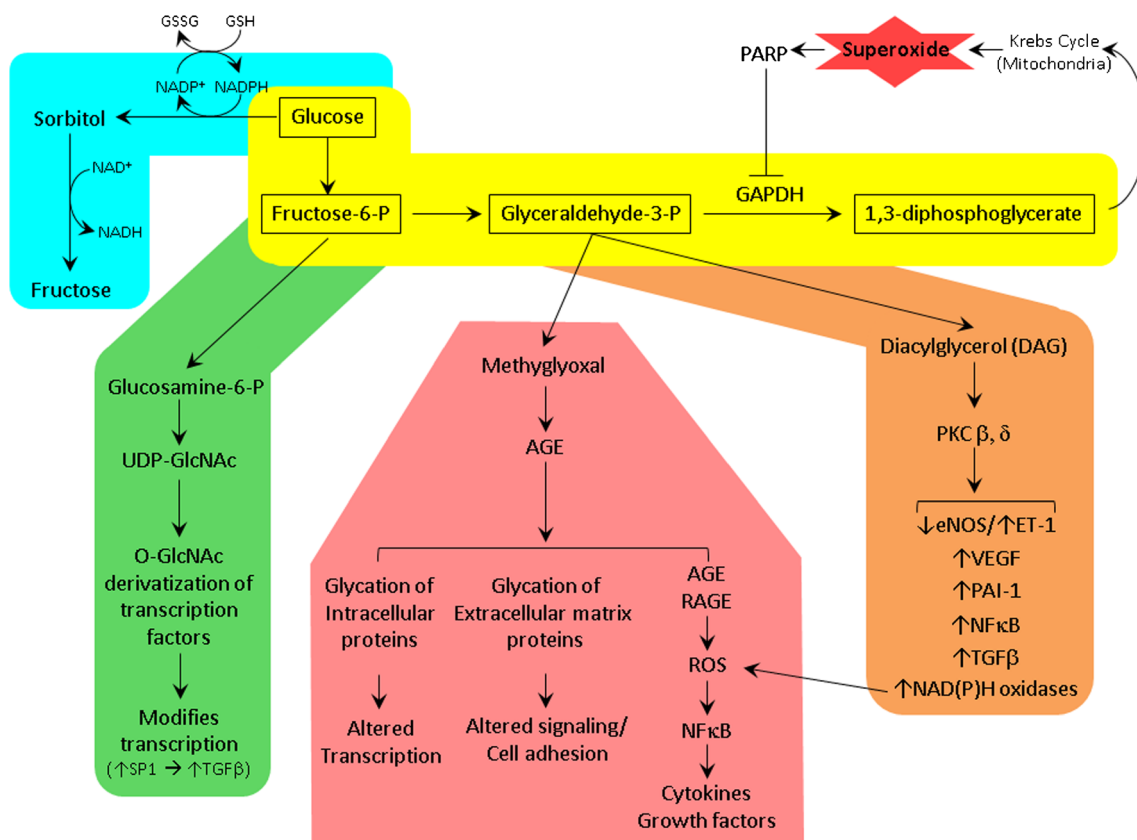 GSSG
GSH
NADP⁺
NADPH
PARP
Superoxide
Krebs Cycle
(Mitochondria)
Sorbitol
Glucose
NAD⁺
NADH
Fructose
Fructose-6-P
Glyceraldehyde-3-P
GAPDH
1,3-diphosphoglycerate
Glucosamine-6-P
UDP-GlcNAc
O-GlcNAc
derivatization of
transcription
factors
Modifies
transcription
(↑SP1 → ↑TGFβ)
Methyglyoxal
AGE
Glycation of
Intracellular
proteins
Altered
Transcription
Glycation of
Extracellular matrix
proteins
Altered signaling/
Cell adhesion
AGE
RAGE
ROS
NFκB
Cytokines
Growth factors
Diacylglycerol (DAG)
PKC β, δ
↓eNOS/↑ET-1
↑VEGF
↑PAI-1
↑NFκB
↑TGFβ
↑NAD(P)H oxidases